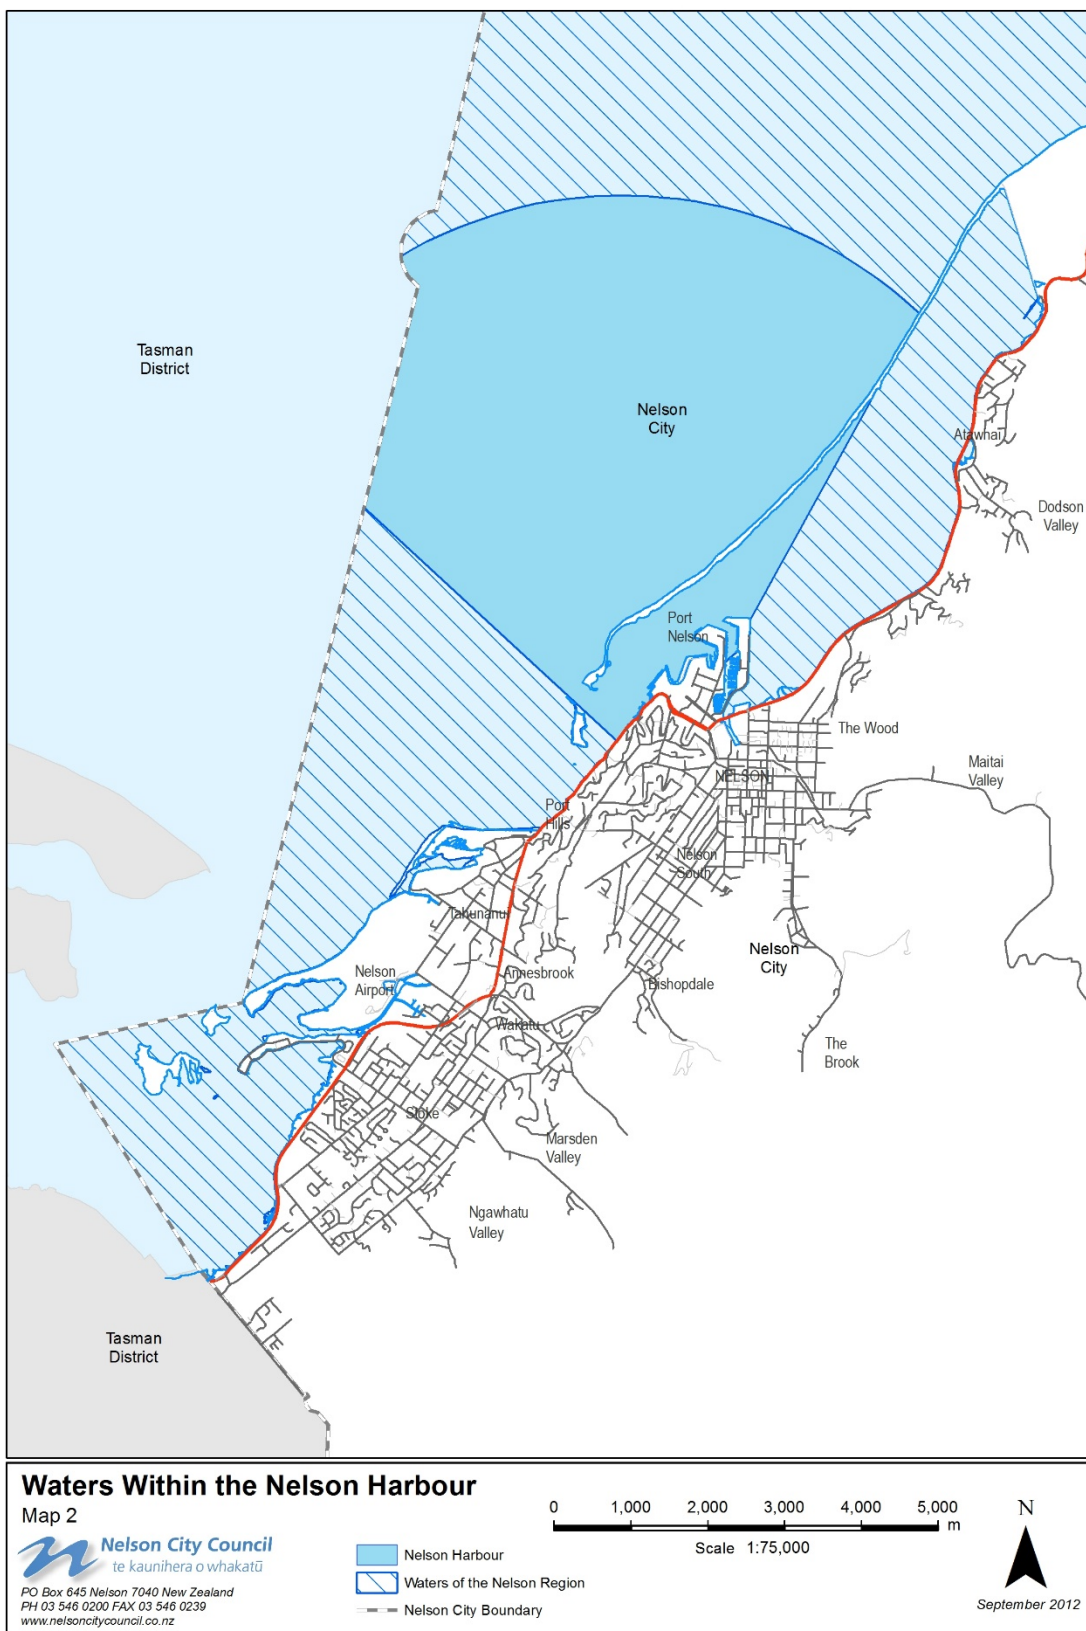 Tasman
District
Nelson
City
Atawhai
Dodson
Valley
Port
Nelson
The Wood
Maitai
Valley
NELSON
Port
Hills
Nelson
South
Tahunanui
Nelson
City
Nelson
Airport
Annesbrook
Bishopdale
Wakatu
The
Brook
Stoke
Marsden
Valley
Ngawhatu
Valley
Tasman
District
Waters Within the Nelson Harbour
Map 2
Nelson City Council
te kaunihera o whakatū
PO Box 645 Nelson 7040 New Zealand
PH 03 546 0200 FAX 03 546 0239
www.nelsoncitycouncil.co.nz
0 1,000 2,000 3,000 4,000 5,000
m
Scale 1:75,000
Nelson Harbour
Waters of the Nelson Region
Nelson City Boundary
N
September 2012